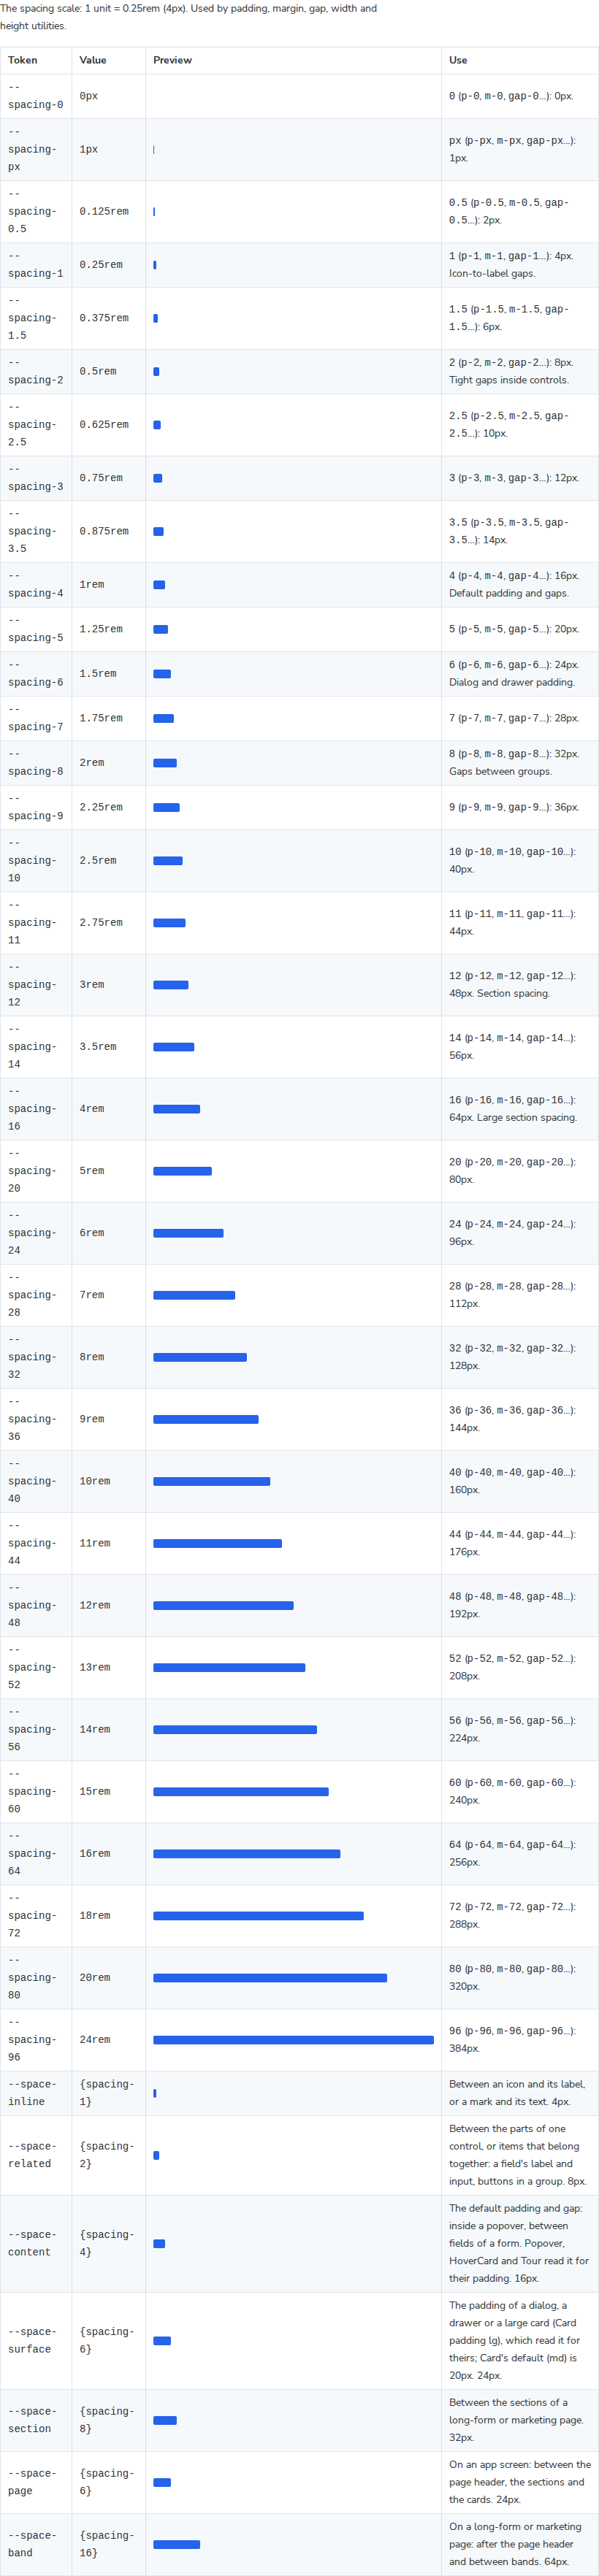 The spacing scale: 1 unit = 0.25rem (4px). Used by padding, margin, gap, width and
height utilities.
Token Value Preview Use
--spacing-0 0px 0 (p-0, m-0, gap-0…): 0px.
--spacing-px 1px px (p-px, m-px, gap-px…): 1px.
--spacing-0.5 0.125rem 0.5 (p-0.5, m-0.5, gap-0.5…): 2px.
--spacing-1 0.25rem 1 (p-1, m-1, gap-1…): 4px. Icon-to-label gaps.
--spacing-1.5 0.375rem 1.5 (p-1.5, m-1.5, gap-1.5…): 6px.
--spacing-2 0.5rem 2 (p-2, m-2, gap-2…): 8px. Tight gaps inside controls.
--spacing-2.5 0.625rem 2.5 (p-2.5, m-2.5, gap-2.5…): 10px.
--spacing-3 0.75rem 3 (p-3, m-3, gap-3…): 12px.
--spacing-3.5 0.875rem 3.5 (p-3.5, m-3.5, gap-3.5…): 14px.
--spacing-4 1rem 4 (p-4, m-4, gap-4…): 16px. Default padding and gaps.
--spacing-5 1.25rem 5 (p-5, m-5, gap-5…): 20px.
--spacing-6 1.5rem 6 (p-6, m-6, gap-6…): 24px. Dialog and drawer padding.
--spacing-7 1.75rem 7 (p-7, m-7, gap-7…): 28px.
--spacing-8 2rem 8 (p-8, m-8, gap-8…): 32px. Gaps between groups.
--spacing-9 2.25rem 9 (p-9, m-9, gap-9…): 36px.
--spacing-10 2.5rem 10 (p-10, m-10, gap-10…): 40px.
--spacing-11 2.75rem 11 (p-11, m-11, gap-11…): 44px.
--spacing-12 3rem 12 (p-12, m-12, gap-12…): 48px. Section spacing.
--spacing-14 3.5rem 14 (p-14, m-14, gap-14…): 56px.
--spacing-16 4rem 16 (p-16, m-16, gap-16…): 64px. Large section spacing.
--spacing-20 5rem 20 (p-20, m-20, gap-20…): 80px.
--spacing-24 6rem 24 (p-24, m-24, gap-24…): 96px.
--spacing-28 7rem 28 (p-28, m-28, gap-28…): 112px.
--spacing-32 8rem 32 (p-32, m-32, gap-32…): 128px.
--spacing-36 9rem 36 (p-36, m-36, gap-36…): 144px.
--spacing-40 10rem 40 (p-40, m-40, gap-40…): 160px.
--spacing-44 11rem 44 (p-44, m-44, gap-44…): 176px.
--spacing-48 12rem 48 (p-48, m-48, gap-48…): 192px.
--spacing-52 13rem 52 (p-52, m-52, gap-52…): 208px.
--spacing-56 14rem 56 (p-56, m-56, gap-56…): 224px.
--spacing-60 15rem 60 (p-60, m-60, gap-60…): 240px.
--spacing-64 16rem 64 (p-64, m-64, gap-64…): 256px.
--spacing-72 18rem 72 (p-72, m-72, gap-72…): 288px.
--spacing-80 20rem 80 (p-80, m-80, gap-80…): 320px.
--spacing-96 24rem 96 (p-96, m-96, gap-96…): 384px.
--space-inline {spacing-1} Between an icon and its label, or a mark and its text. 4px.
--space-related {spacing-2} Between the parts of one control, or items that belong together: a field's label and input, buttons in a group. 8px.
--space-content {spacing-4} The default padding and gap: inside a popover, between fields of a form. Popover, HoverCard and Tour read it for their padding. 16px.
--space-surface {spacing-6} The padding of a dialog, a drawer or a large card (Card padding lg), which read it for theirs; Card's default (md) is 20px. 24px.
--space-section {spacing-8} Between the sections of a long-form or marketing page. 32px.
--space-page {spacing-6} On an app screen: between the page header, the sections and the cards. 24px.
--space-band {spacing-16} On a long-form or marketing page: after the page header and between bands. 64px.